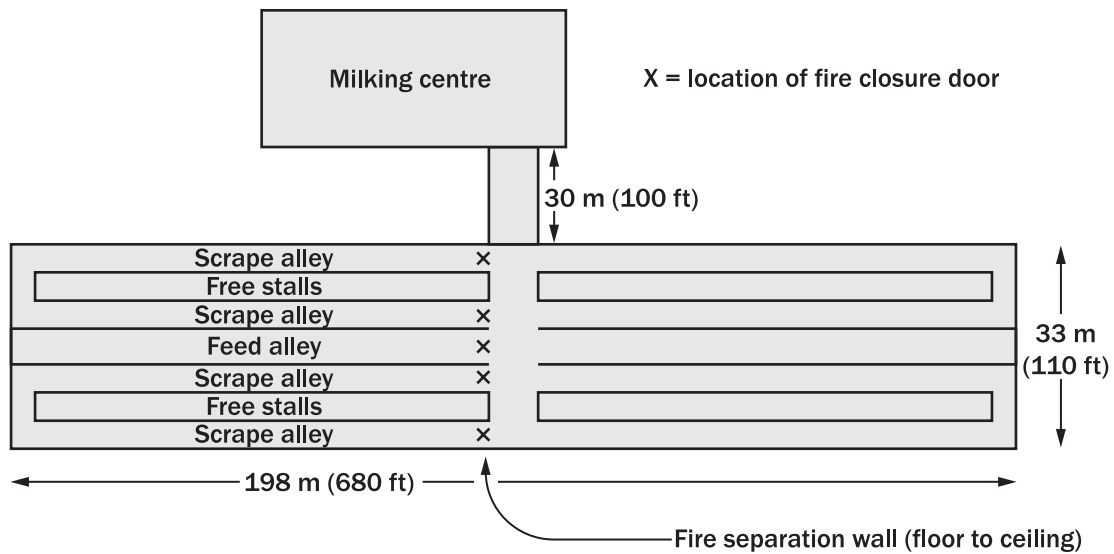 Milking centre
X = location of fire closure door
30 m (100 ft)
Scrape alley ×
Free stalls
Scrape alley ×
Feed alley ×
Scrape alley ×
Free stalls
Scrape alley ×
33 m
(110 ft)
198 m (680 ft)
Fire separation wall (floor to ceiling)